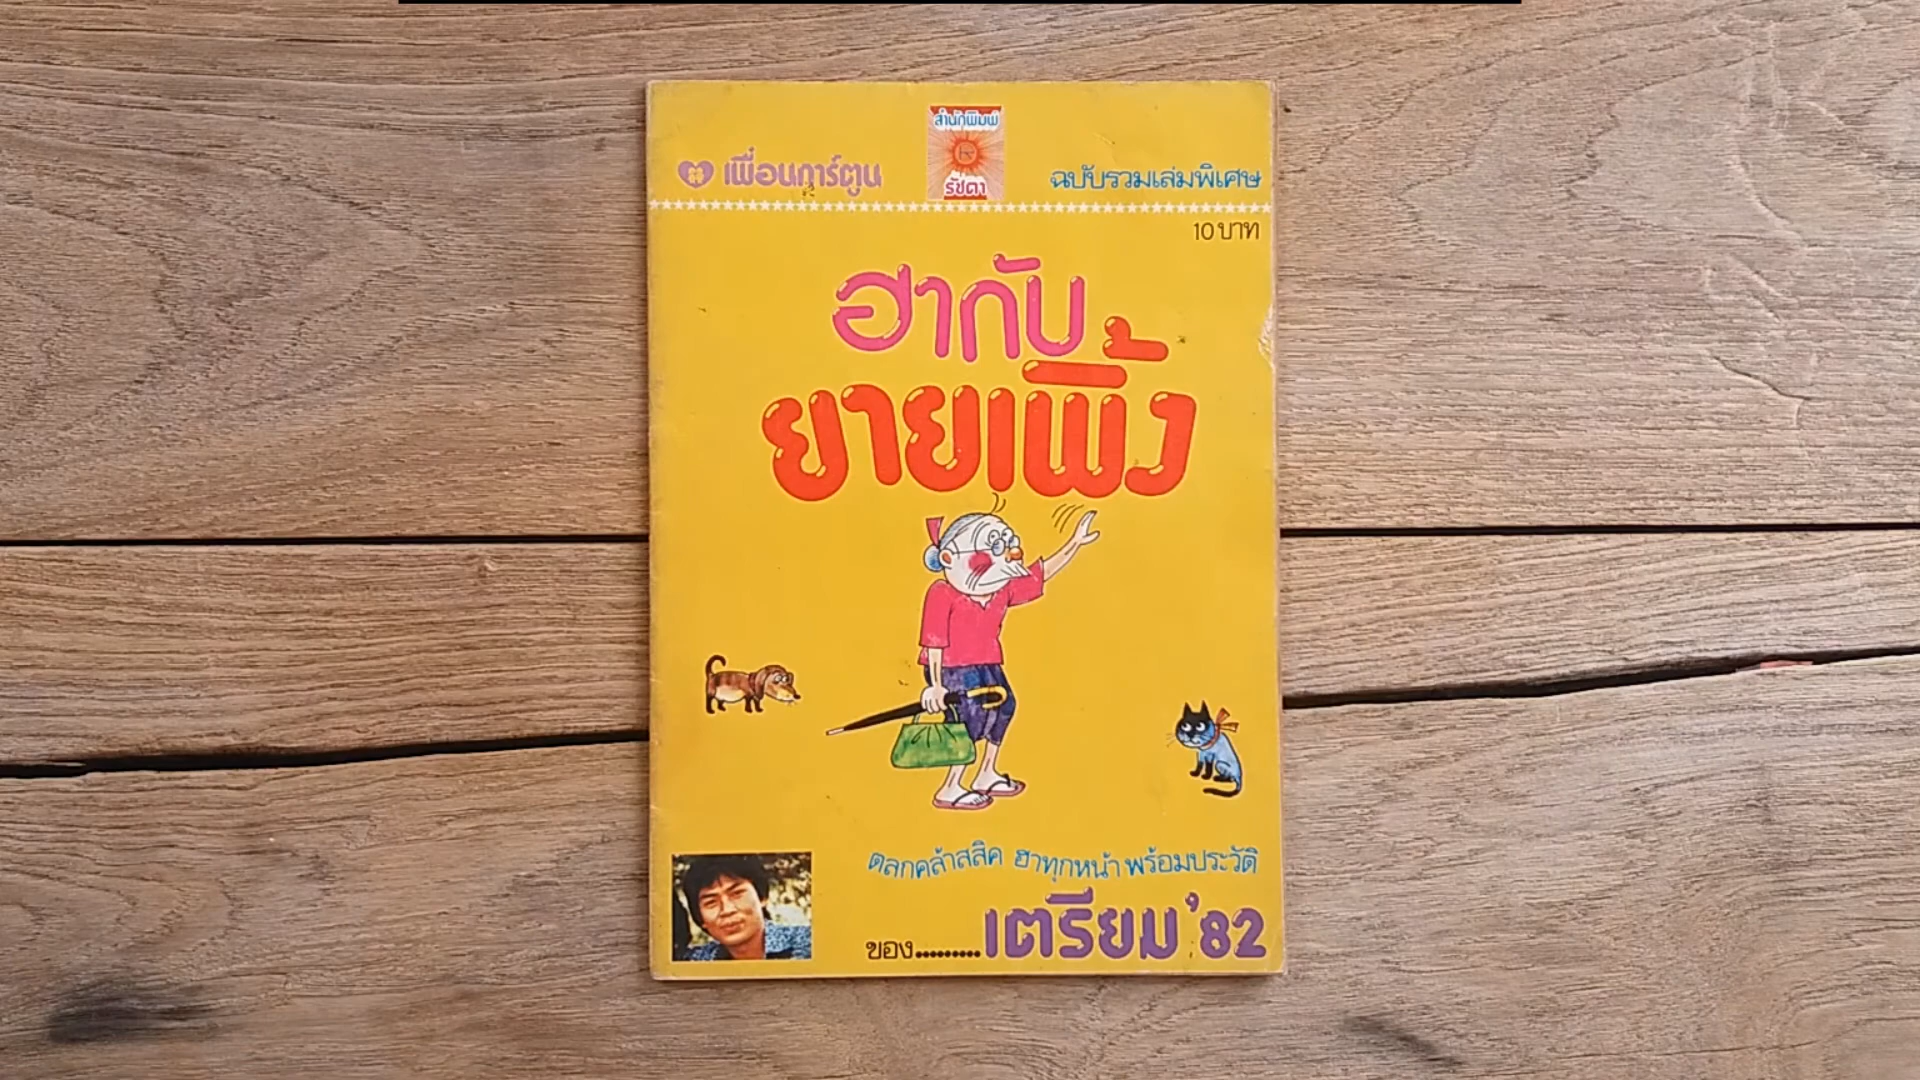 สำนักพิมพ์
รัชดา
เพื่อนการ์ตูน
ฉบับรวมเล่มพิเศษ
10 บาท
ฮากับ
ยายเพิ้ง
ตลกคล้าสสิค ฮาทุกหน้า พร้อมประวัติ
ของ.........เตรียม'82